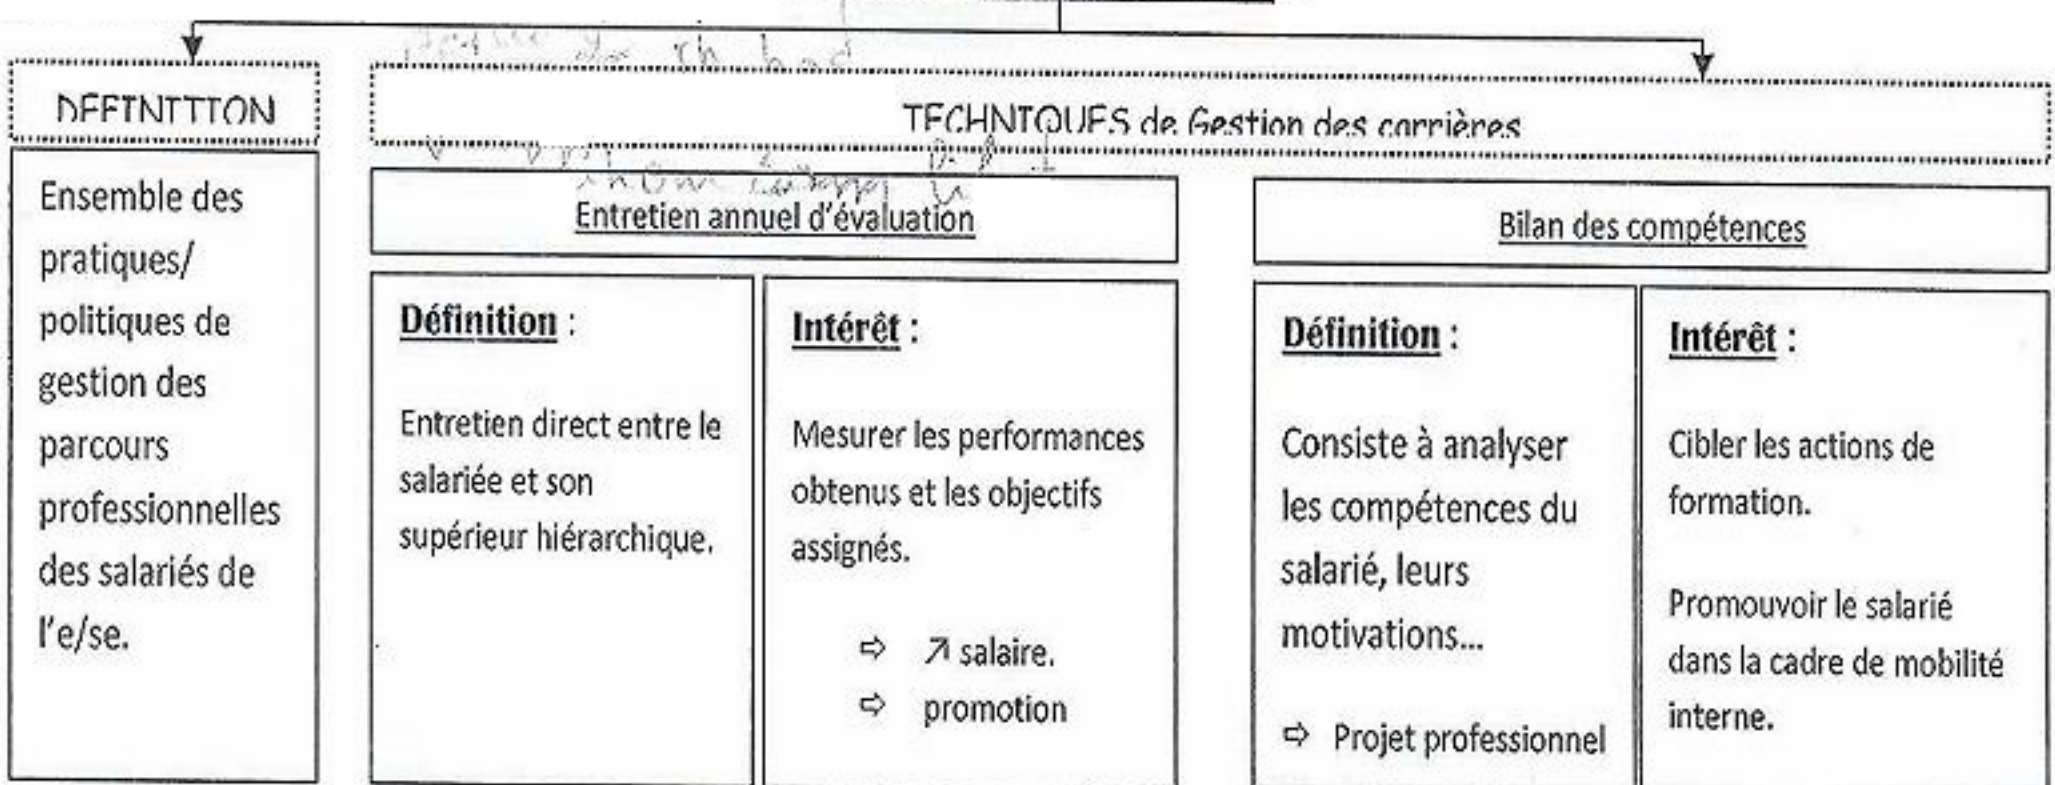 DEFINITION
Ensemble des
pratiques/
politiques de
gestion des
parcours
professionnelles
des salariés de
l'e/se.
TECHNIQUES de Gestion des carrières
Entretien annuel d'évaluation
Définition :
Entretien direct entre le
salariée et son
supérieur hiérarchique.
Intérêt :
Mesurer les performances
obtenus et les objectifs
assignés.
⇨ ↗ salaire.
⇨ promotion
Bilan des compétences
Définition :
Consiste à analyser
les compétences du
salarié, leurs
motivations...
⇨ Projet professionnel
Intérêt :
Cibler les actions de
formation.
Promouvoir le salarié
dans la cadre de mobilité
interne.